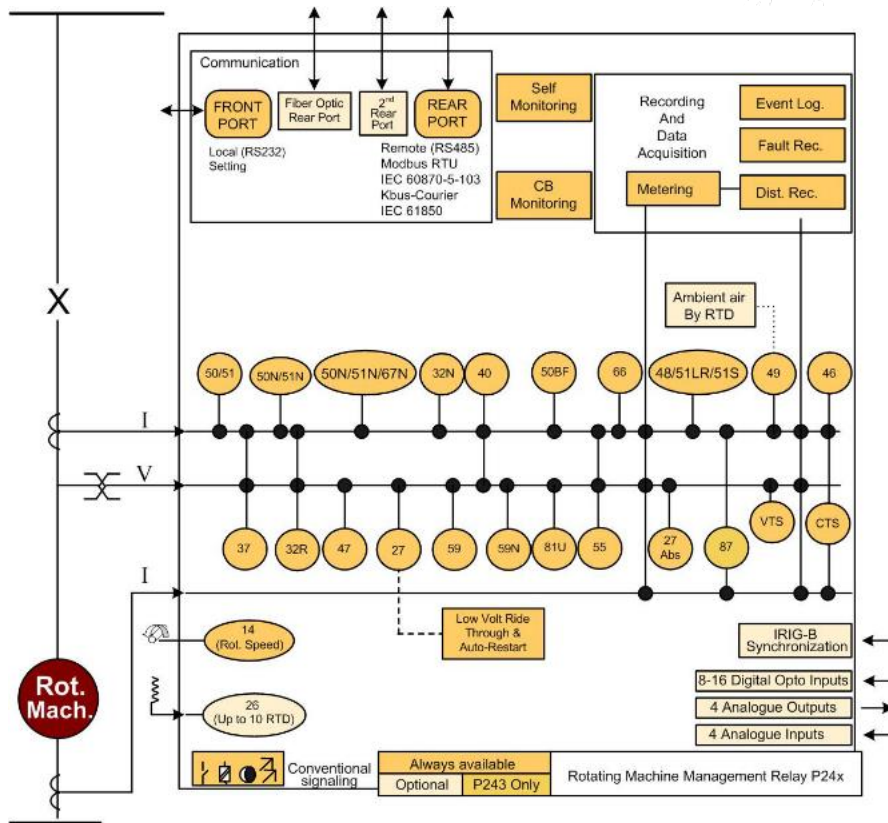 Communication
FRONT
PORT
Fiber Optic
Rear Port
2nd
Rear
Port
REAR
PORT
Local (RS232)
Setting
Remote (RS485)
Modbus RTU
IEC 60870-5-103
Kbus-Courier
IEC 61850
Self
Monitoring
CB
Monitoring
Recording
And
Data
Acquisition
Event Log.
Fault Rec.
Metering
Dist. Rec.
X
Ambient air
By RTD
50/51
50N/51N
50N/51N/67N
32N
40
50BF
66
48/51LR/51S
49
46
I
V
37
32R
47
27
59
59N
81U
55
27
Abs
87
VTS
CTS
I
14
(Rot. Speed)
Low Volt Ride
Through &
Auto-Restart
IRIG-B
Synchronization
Rot.
Mach.
26
(Up to 10 RTD)
8-16 Digital Opto Inputs
4 Analogue Outputs
4 Analogue Inputs
Conventional
signaling
Always available
Optional
P243 Only
Rotating Machine Management Relay P24x